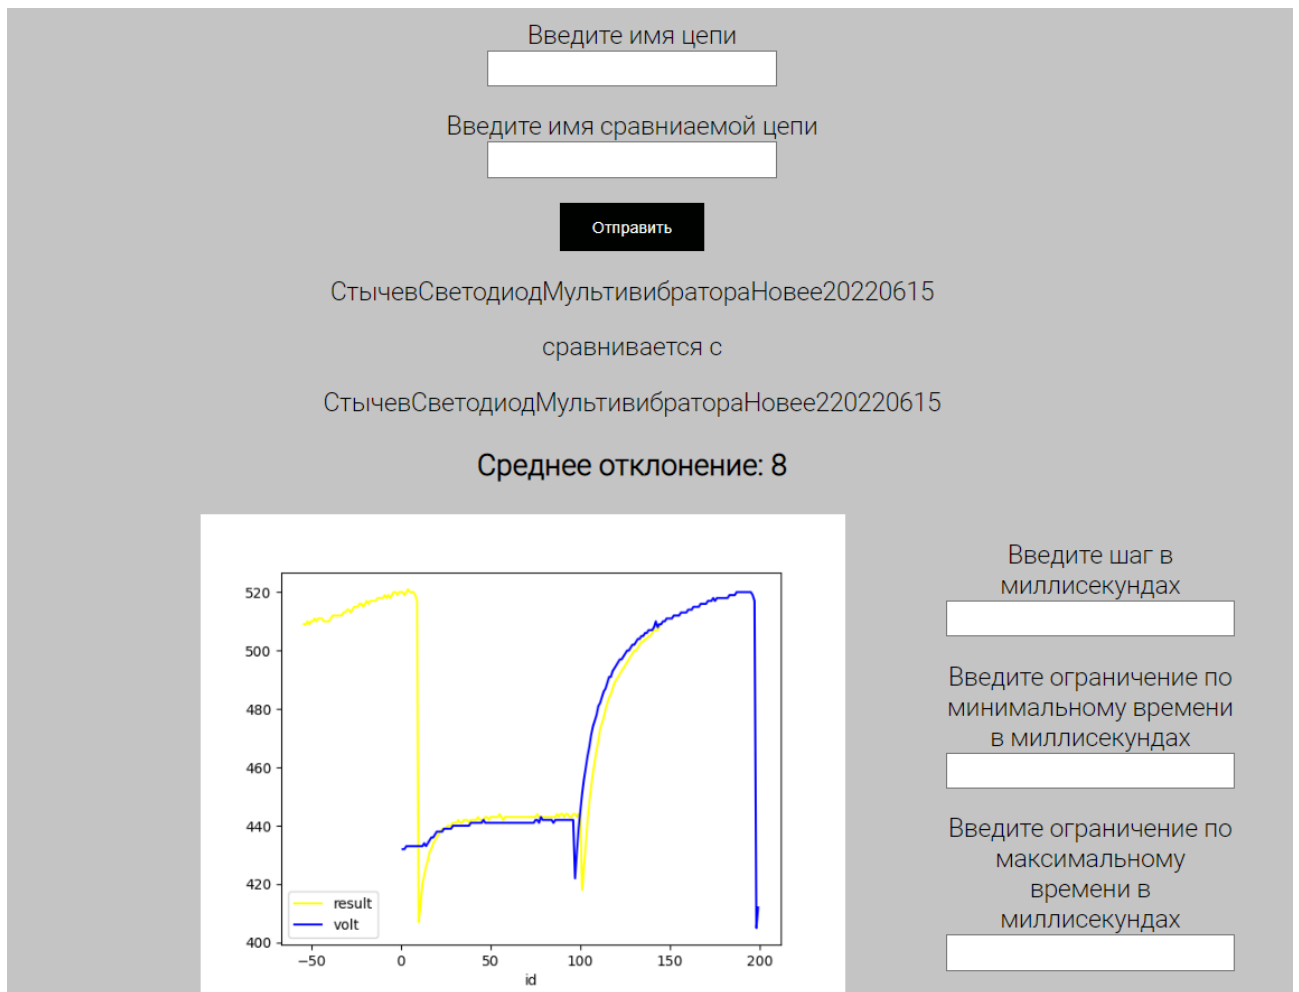 Введите имя цепи
Введите имя сравниаемой цепи
Отправить
СтычевСветодиодМультивибратораНовее20220615
сравнивается с
СтычевСветодиодМультивибратораНовее220220615
Среднее отклонение: 8
520
500
480
460
440
420
400
result
volt
−50 0 50 100 150 200
id
Введите шаг в
миллисекундах
Введите ограничение по
минимальному времени
в миллисекундах
Введите ограничение по
максимальному
времени в
миллисекундах